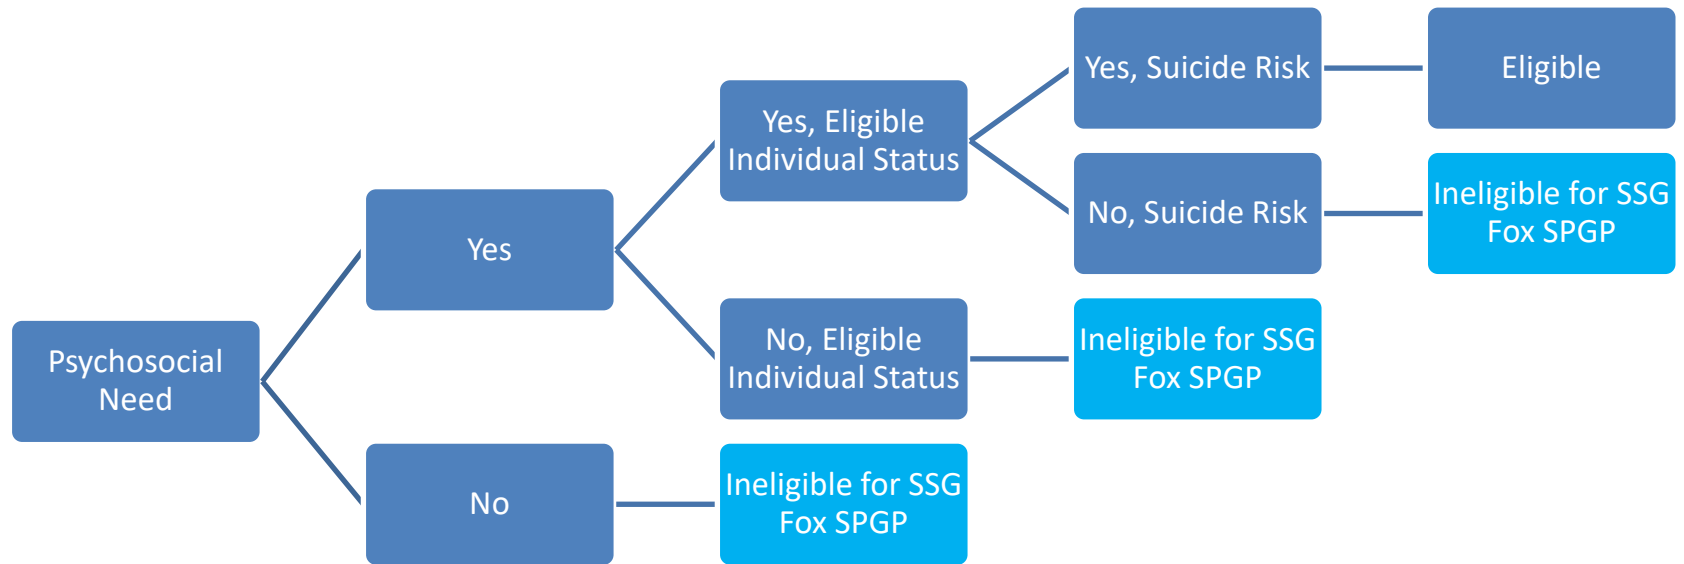 Psychosocial
Need
Yes
No
Yes, Eligible
Individual Status
No, Eligible
Individual Status
Ineligible for SSG
Fox SPGP
Yes, Suicide Risk
No, Suicide Risk
Ineligible for SSG
Fox SPGP
Eligible
Ineligible for SSG
Fox SPGP